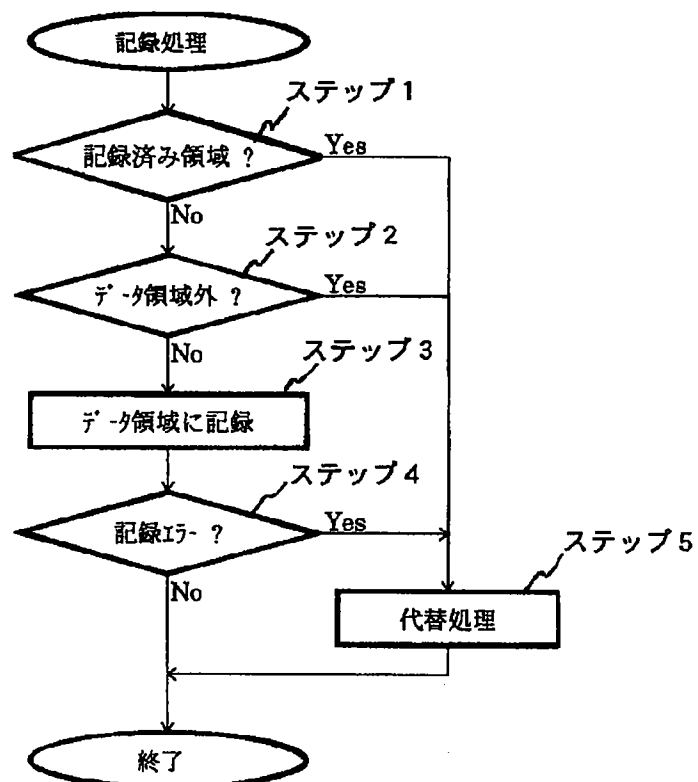 記録処理
ステップ1
記録済み領域 ?
Yes
No
ステップ2
データ領域外 ?
Yes
No
ステップ3
データ領域に記録
ステップ4
記録エラー ?
Yes
No
ステップ5
代替処理
終了